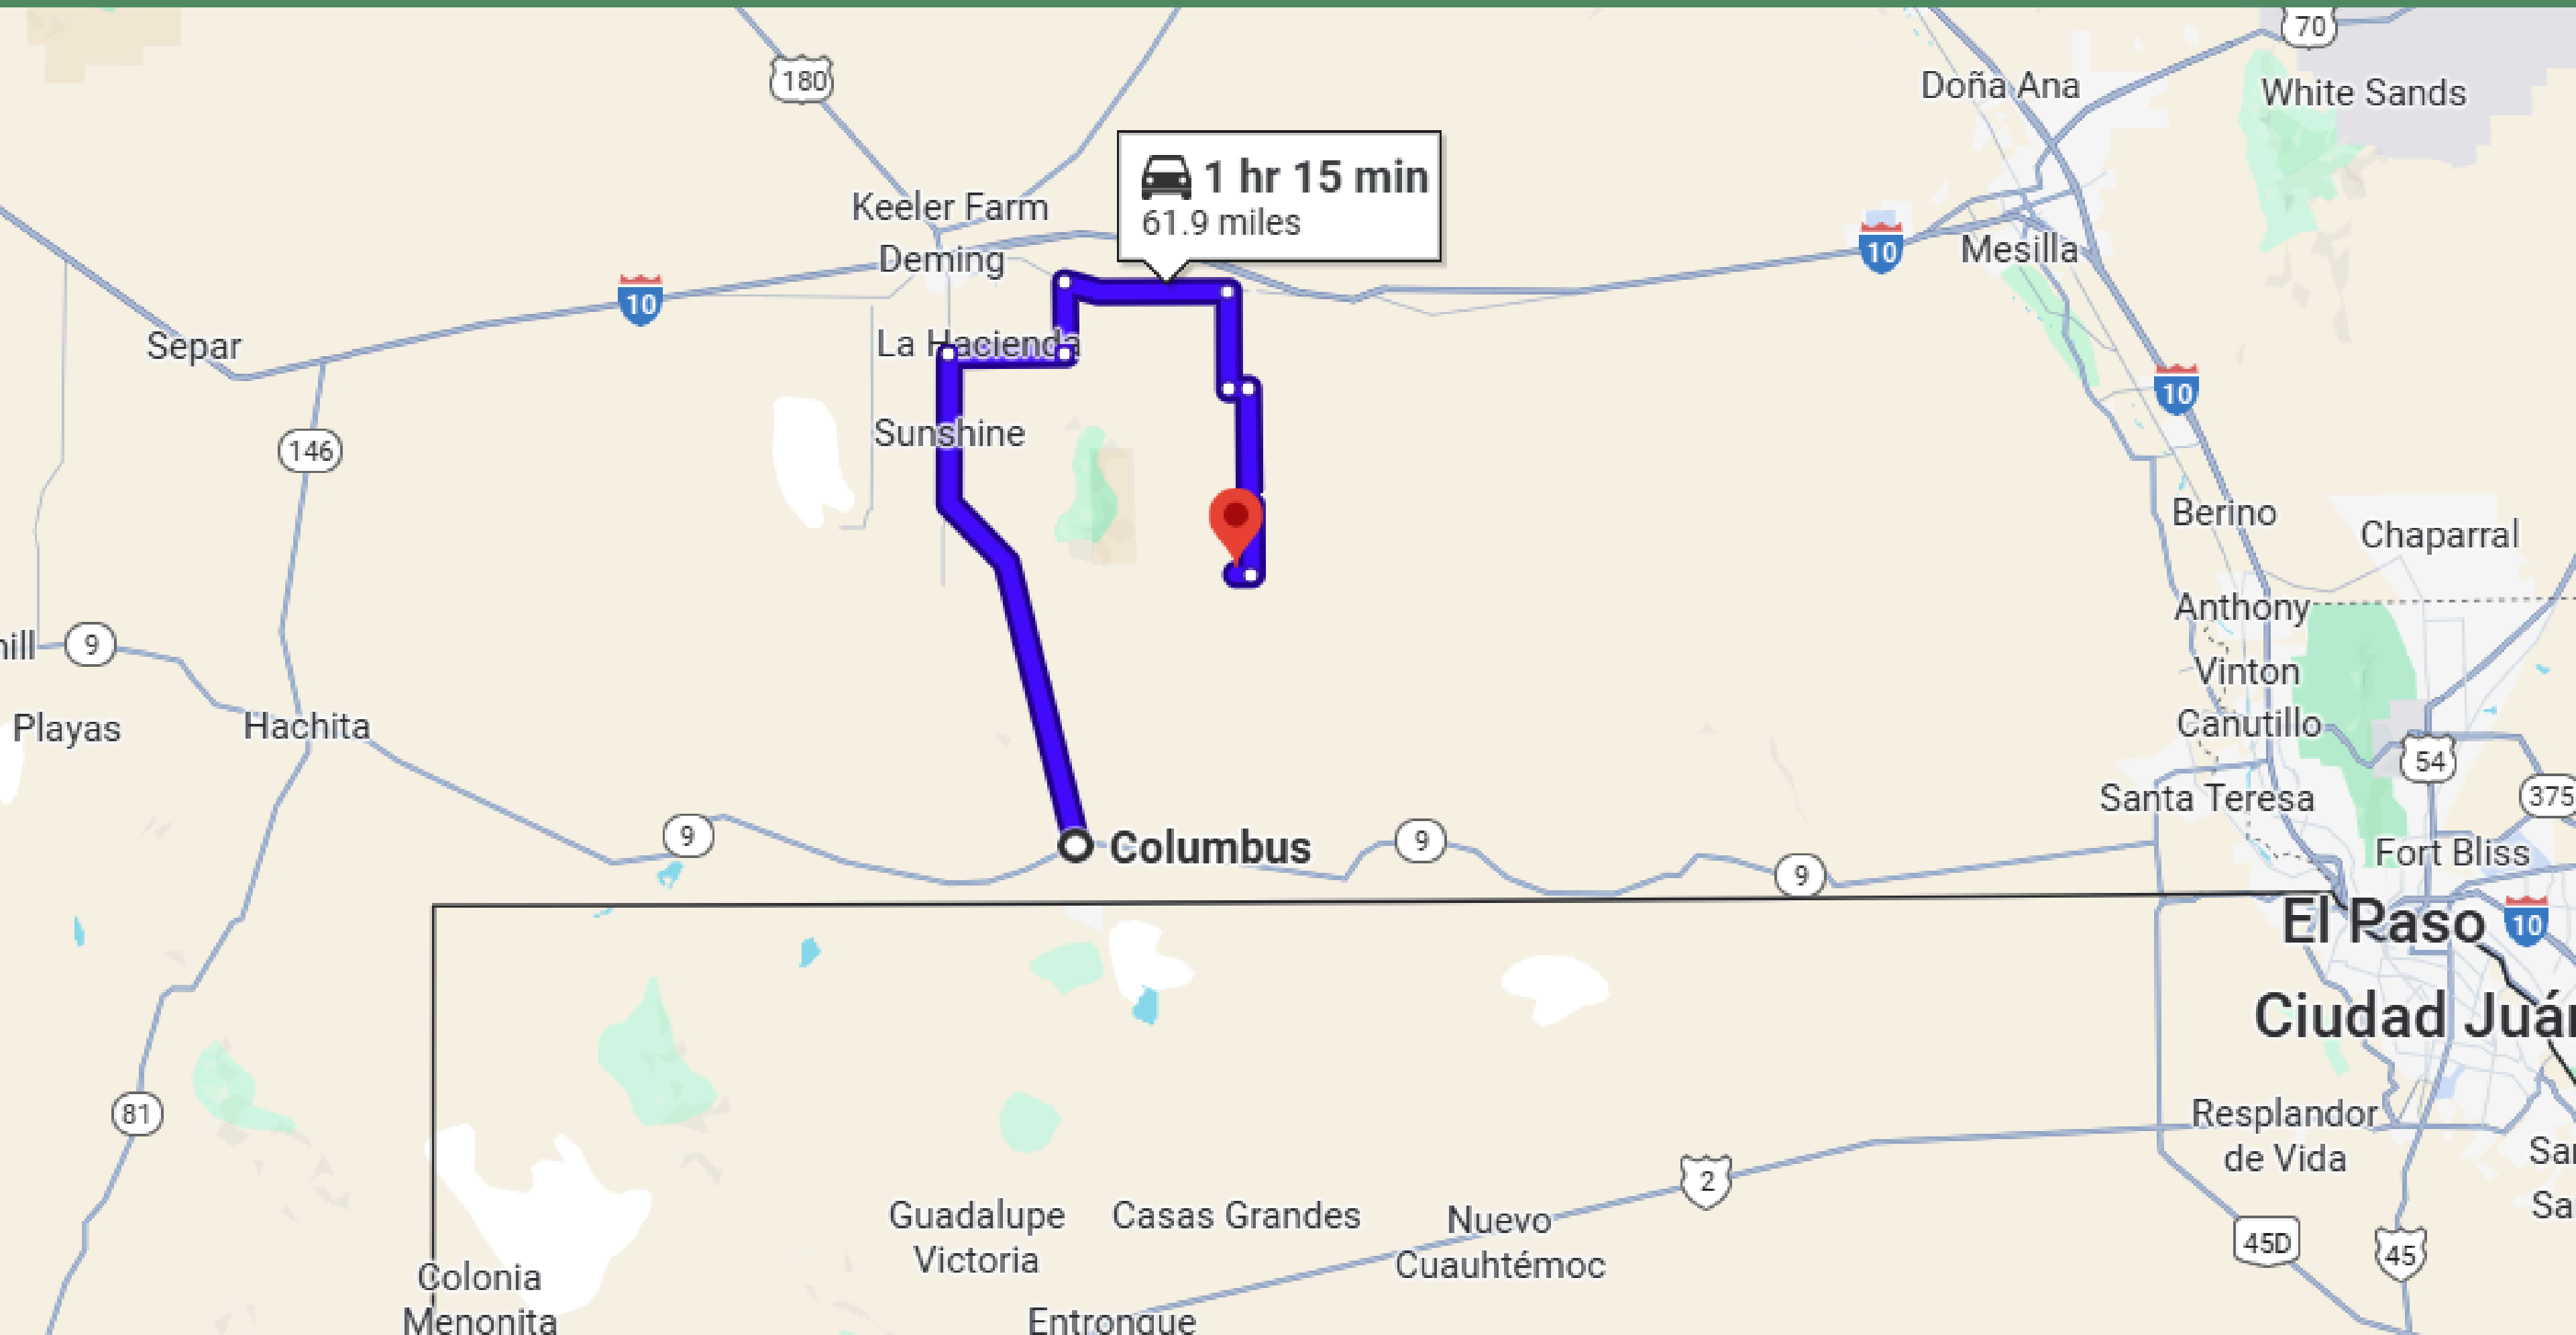 70
180
Doña Ana
White Sands
1 hr 15 min
61.9 miles
Keeler Farm
Deming
10
Mesilla
10
Separ
La Hacienda
10
146
Sunshine
Berino
Chaparral
Anthony
9
Vinton
Playas
Hachita
Canutillo
54
Santa Teresa
375
9
Columbus
9
9
Fort Bliss
El Paso
10
Ciudad Juár
81
Resplandor
de Vida
2
Guadalupe
Victoria
Casas Grandes
Nuevo
Cuauhtémoc
45D
45
Colonia
Menonita
Entronque